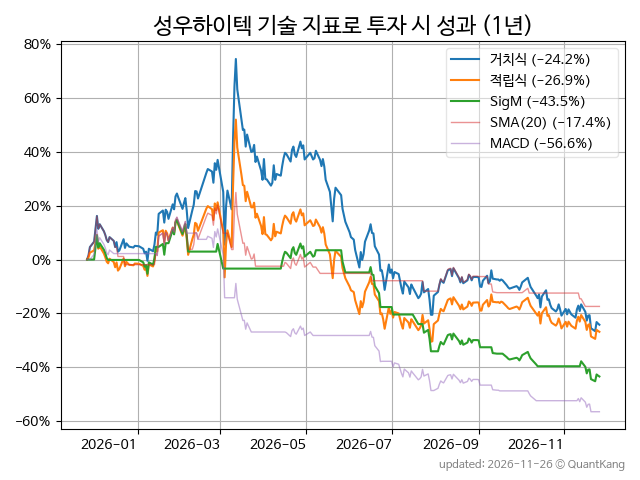 성우하이텍 기술 지표로 투자 시 성과 (1년)
80%
60%
40%
20%
0%
−20%
−40%
−60%
거치식 (−24.2%)
적립식 (−26.9%)
SigM (−43.5%)
SMA(20) (−17.4%)
MACD (−56.6%)
2026-01 2026-03 2026-05 2026-07 2026-09 2026-11
updated: 2026-11-26 © QuantKang